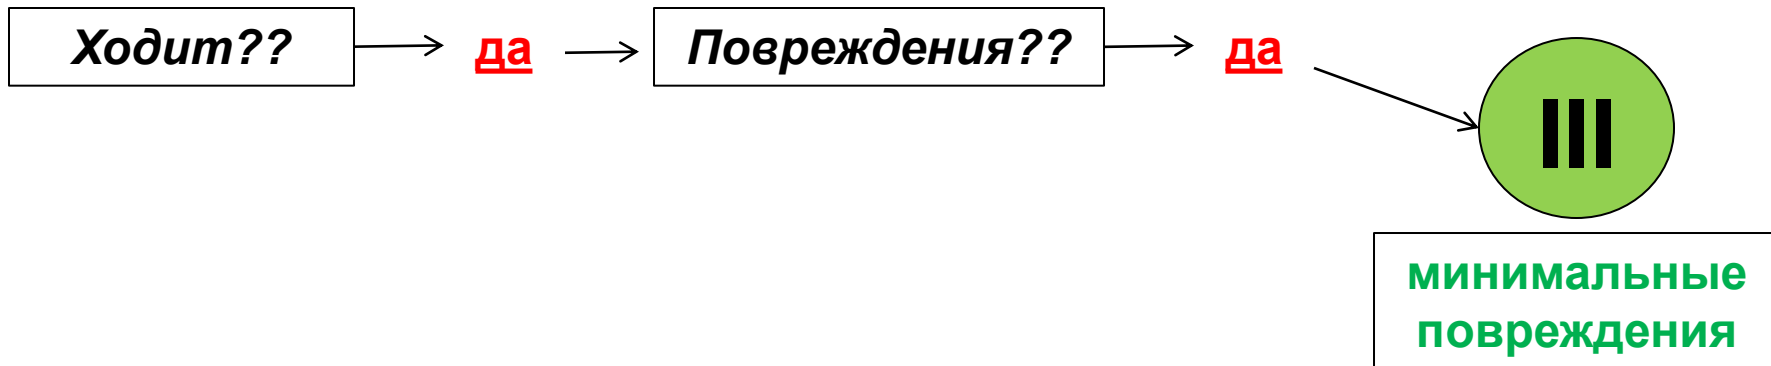 Ходит??
да
Повреждения??
да
III
минимальные
повреждения